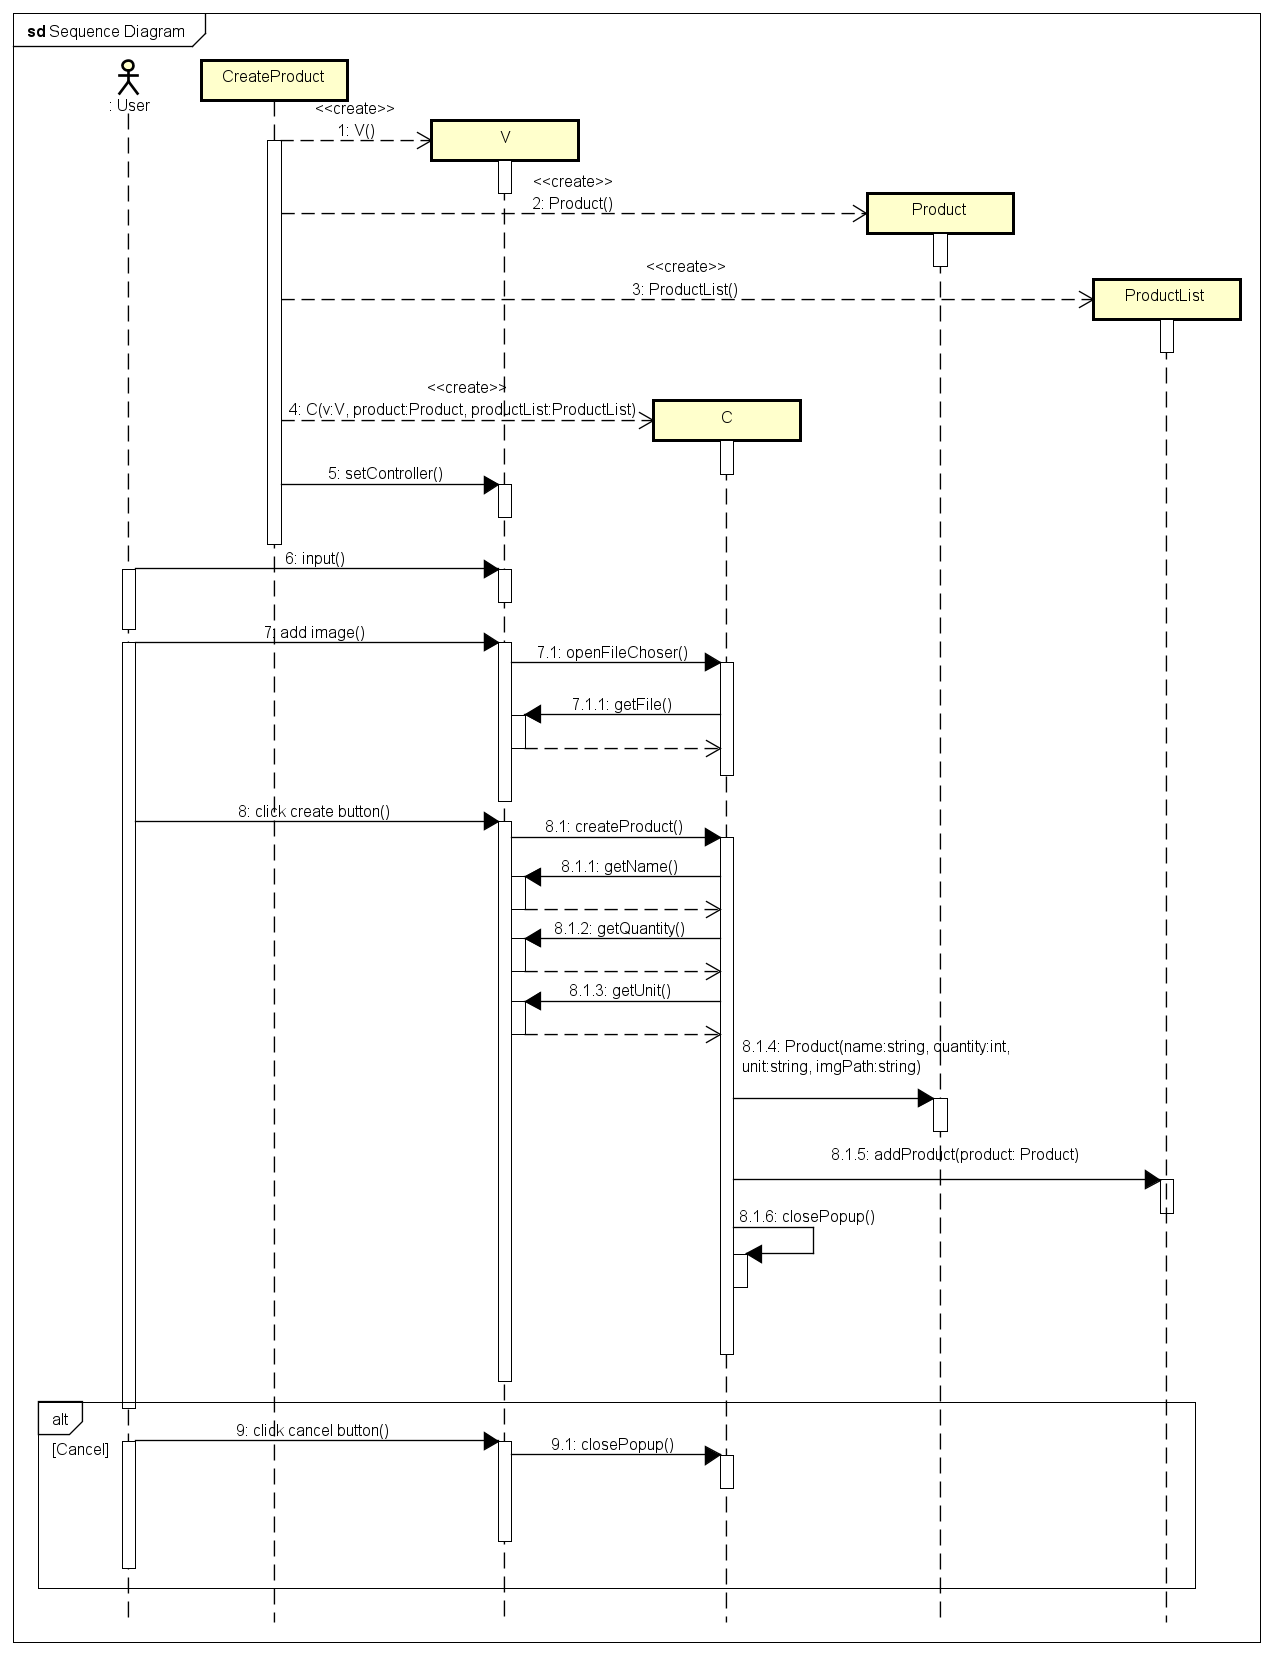 sd Sequence Diagram
: User
CreateProduct
<<create>>
1: V()
V
<<create>>
2: Product()
Product
<<create>>
3: ProductList()
ProductList
<<create>>
4: C(v:V, product:Product, productList:ProductList)
C
5: setController()
6: input()
7: add image()
7.1: openFileChoser()
7.1.1: getFile()
8: click create button()
8.1: createProduct()
8.1.1: getName()
8.1.2: getQuantity()
8.1.3: getUnit()
8.1.4: Product(name:string, quantity:int,
unit:string, imgPath:string)
8.1.5: addProduct(product: Product)
8.1.6: closePopup()
alt
[Cancel]
9: click cancel button()
9.1: closePopup()